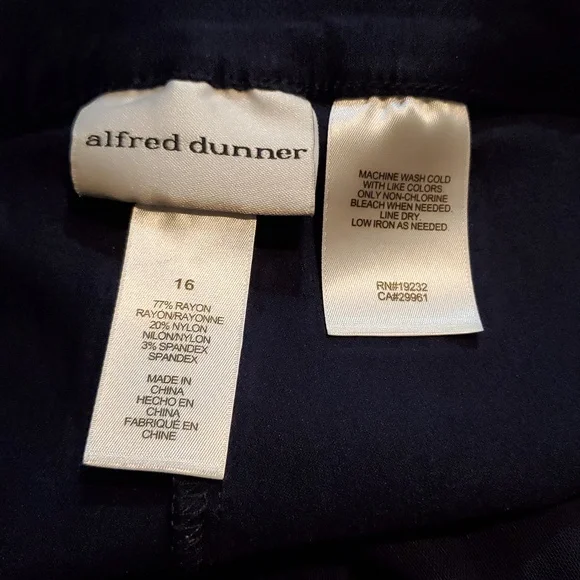 alfred dunner
16
77% RAYON
RAYON/RAYONNE
20% NYLON
NILON/NYLON
3% SPANDEX
SPANDEX
MADE IN
CHINA
HECHO EN
CHINA
FABRIQUÉ EN
CHINE
MACHINE WASH COLD
WITH LIKE COLORS
ONLY NON-CHLORINE
BLEACH WHEN NEEDED.
LINE DRY.
LOW IRON AS NEEDED
RN#19232
CA#29961